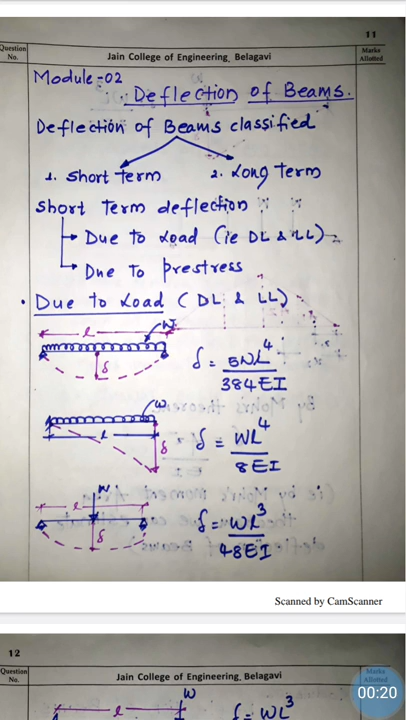 11
Question No.
Jain College of Engineering, Belagavi
Marks Allotted
Module:-02
Deflection of Beams.
Deflection of Beams classified
1. Short term
2. Long Term
Short Term deflection
Due to Load (ie DL & LL)
Due to prestress
Due to Load (DL & LL)
l
W
δ
δ = 5WL⁴
384EI
w
l
δ
δ = WL⁴
8EI
W
l
δ
δ = WL³
48EI
Scanned by CamScanner
12
Question No.
Jain College of Engineering, Belagavi
Marks Allotted
00:20
W
l
δ = WL³